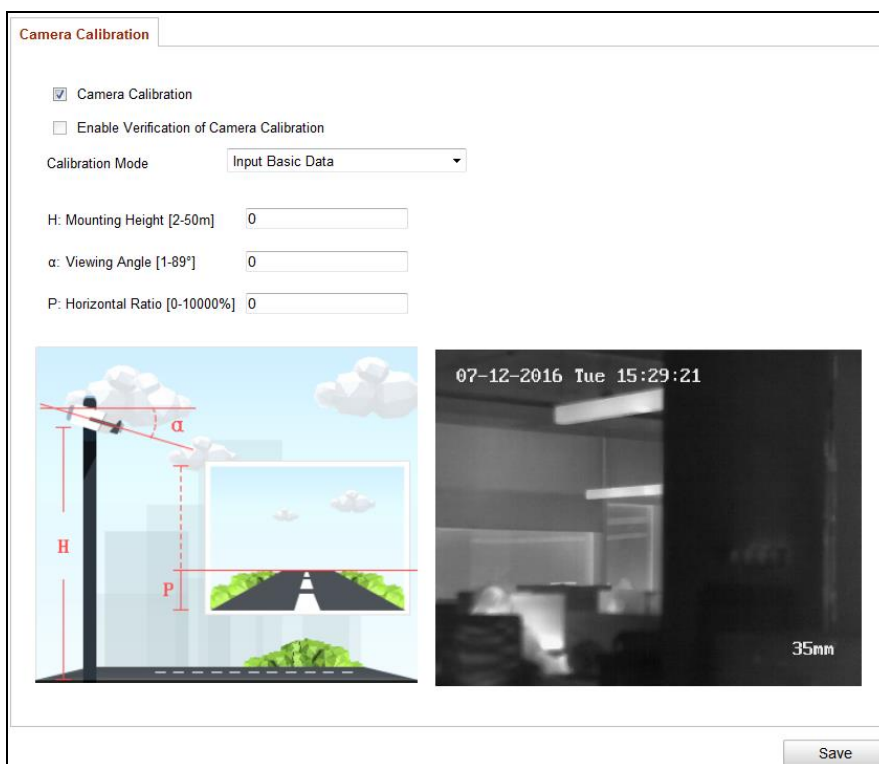 Camera Calibration
Camera Calibration
Enable Verification of Camera Calibration
Calibration Mode Input Basic Data
H: Mounting Height [2-50m] 0
α: Viewing Angle [1-89°] 0
P: Horizontal Ratio [0-10000%] 0
07-12-2016 Tue 15:29:21
α
H
P
35mm
Save